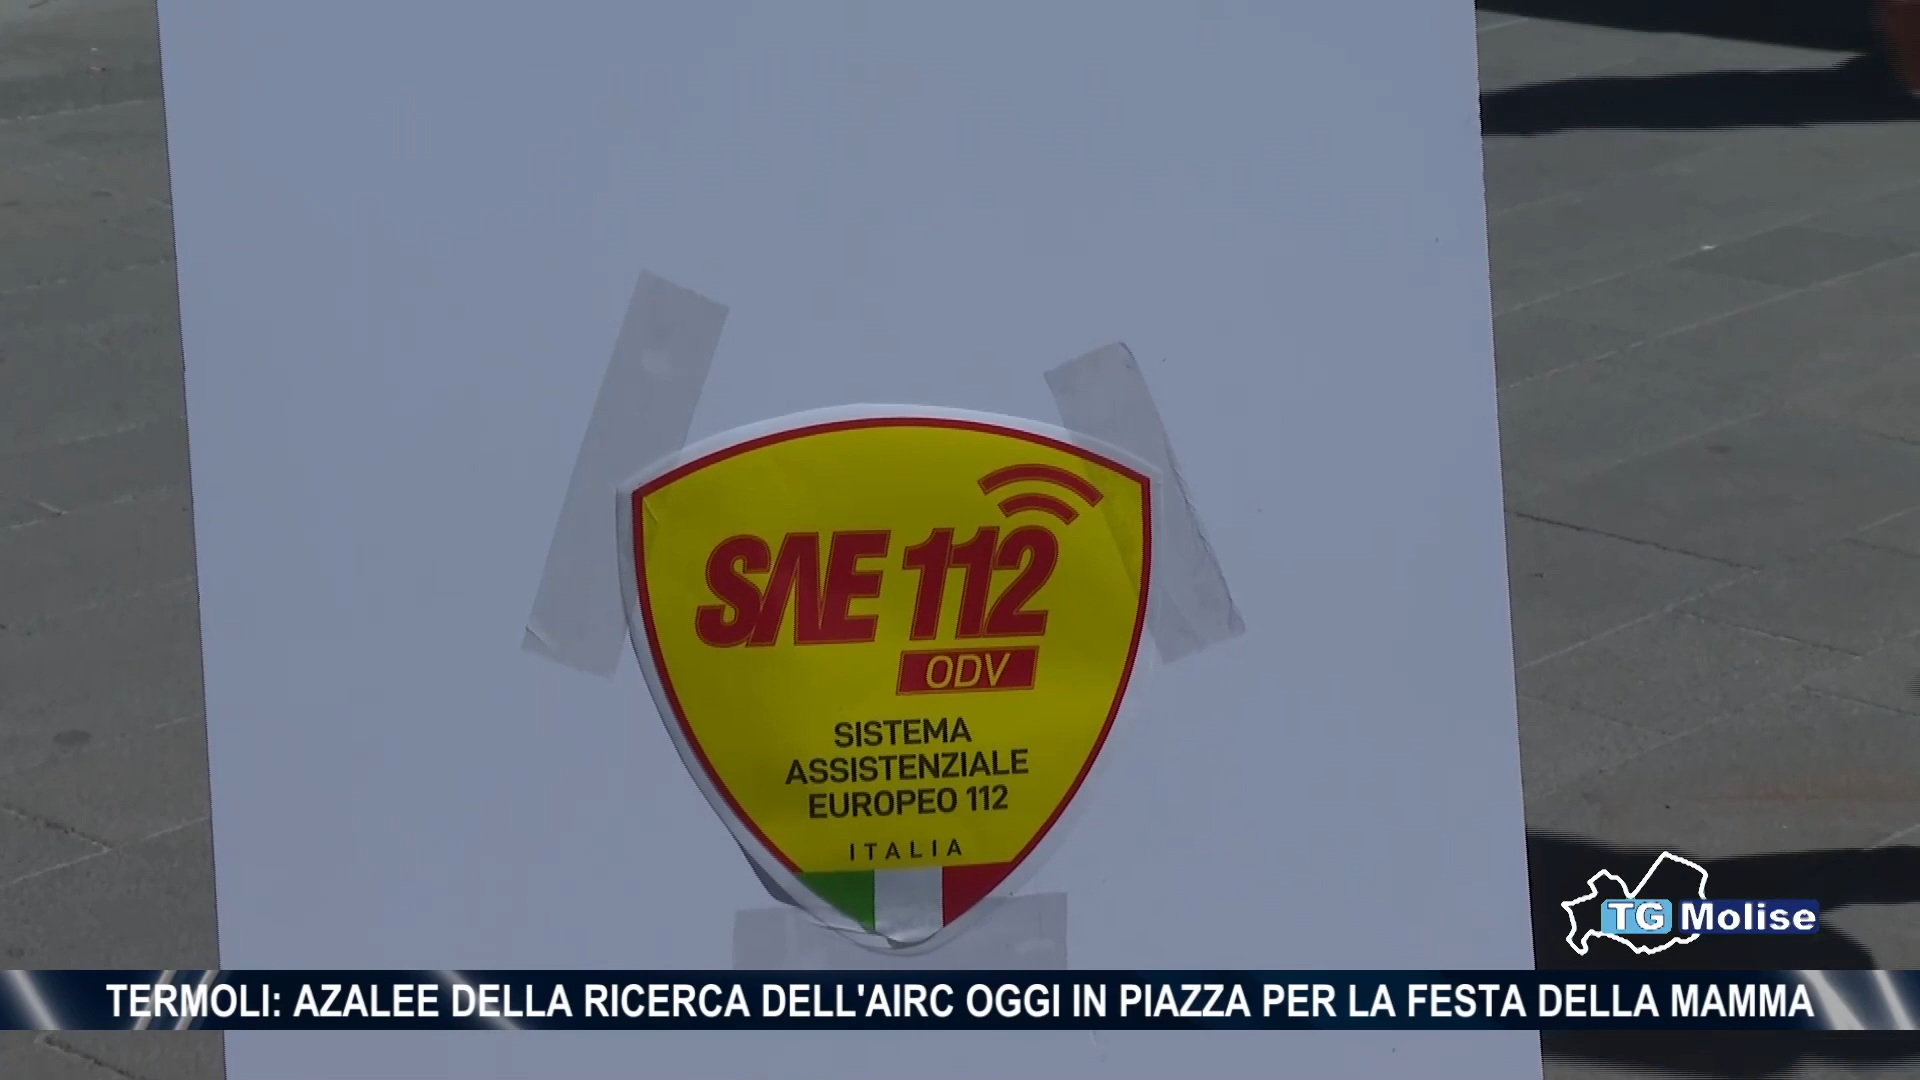 SAE 112
ODV
SISTEMA
ASSISTENZIALE
EUROPEO 112
ITALIA
TG Molise
TERMOLI: AZALEE DELLA RICERCA DELL'AIRC OGGI IN PIAZZA PER LA FESTA DELLA MAMMA